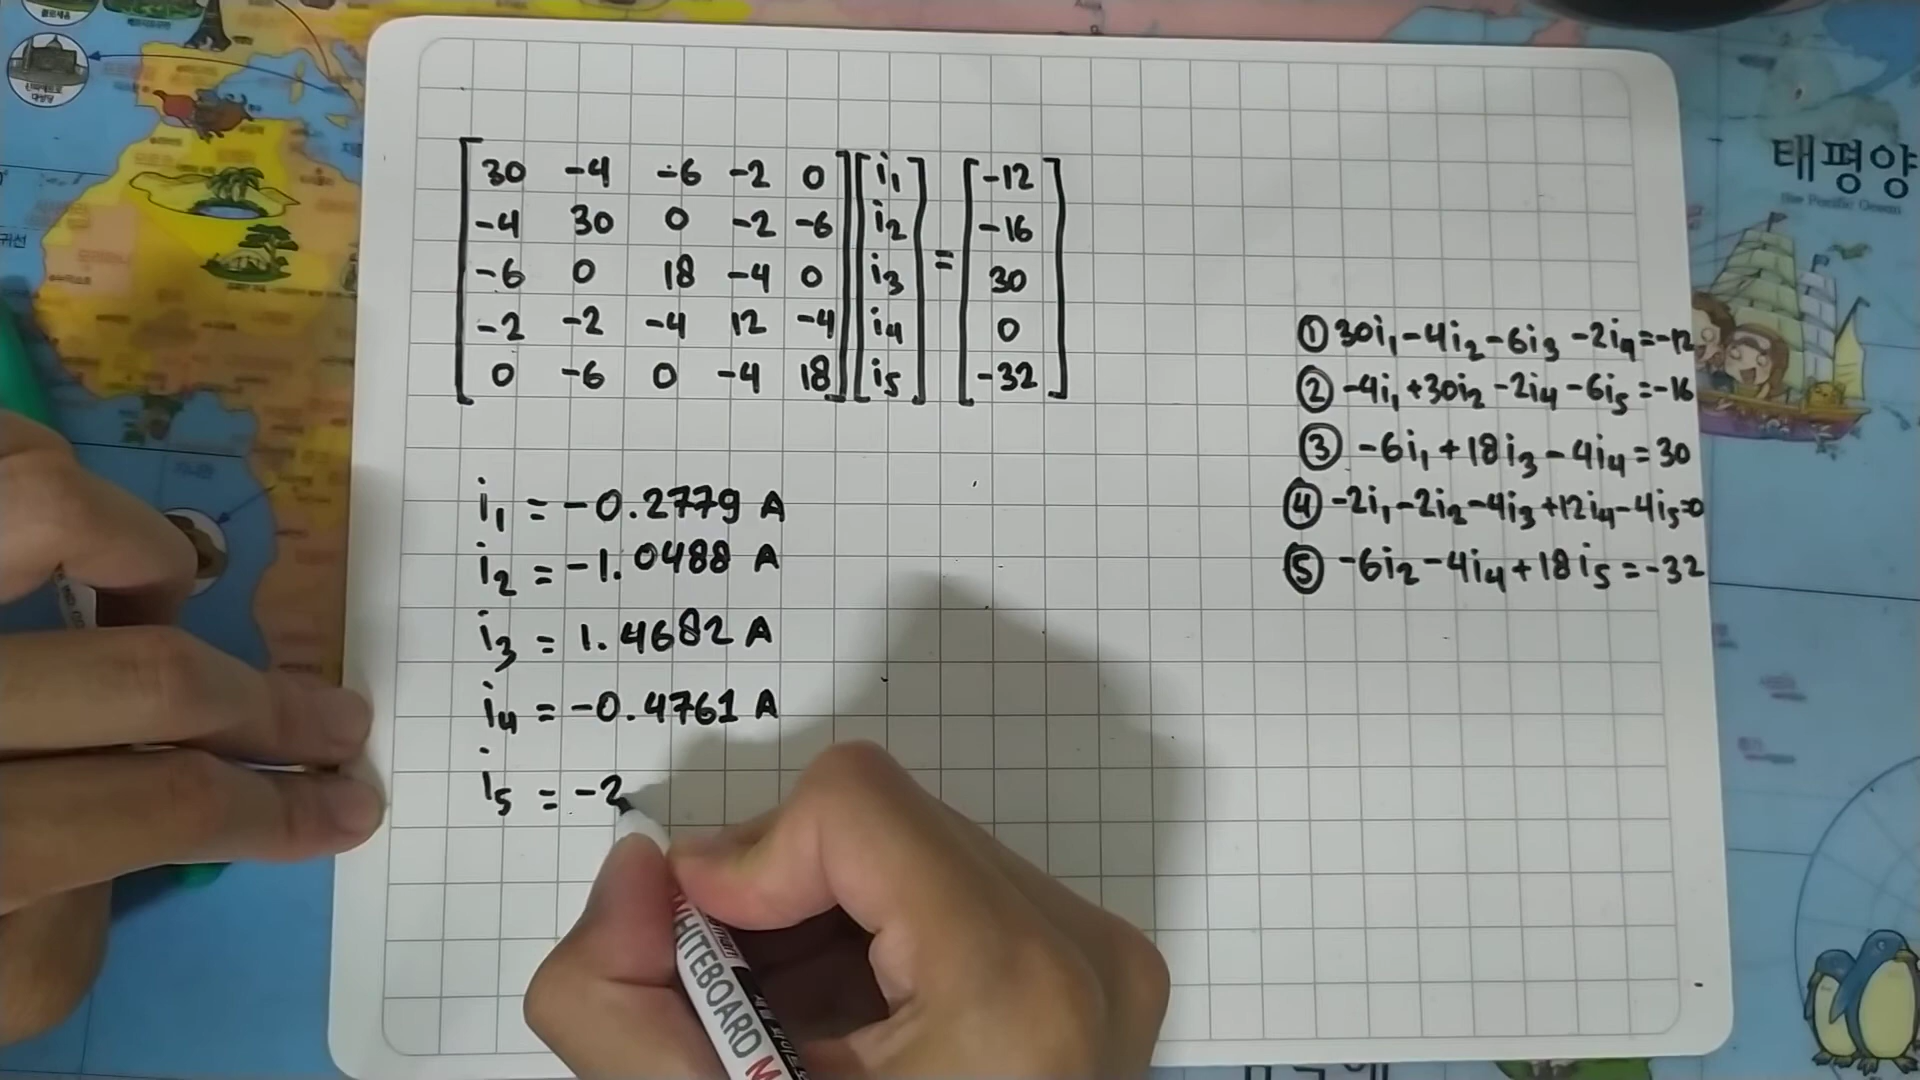 30 -4 -6 -2 0 i1 -12
-4 30 0 -2 -6 i2 -16
-6 0 18 -4 0 i3 = 30
-2 -2 -4 12 -4 i4 0
0 -6 0 -4 18 i5 -32
① 30i1-4i2-6i3-2i4=-12
② -4i1+30i2-2i4-6i5=-16
③ -6i1+18i3-4i4=30
④ -2i1-2i2-4i3+12i4-4i5=0
⑤ -6i2-4i4+18i5=-32
i1 = -0.2779 A
i2 = -1.0488 A
i3 = 1.4682 A
i4 = -0.4761 A
i5 = -2
태평양
the Pacific Ocean
WHITEBOARD M